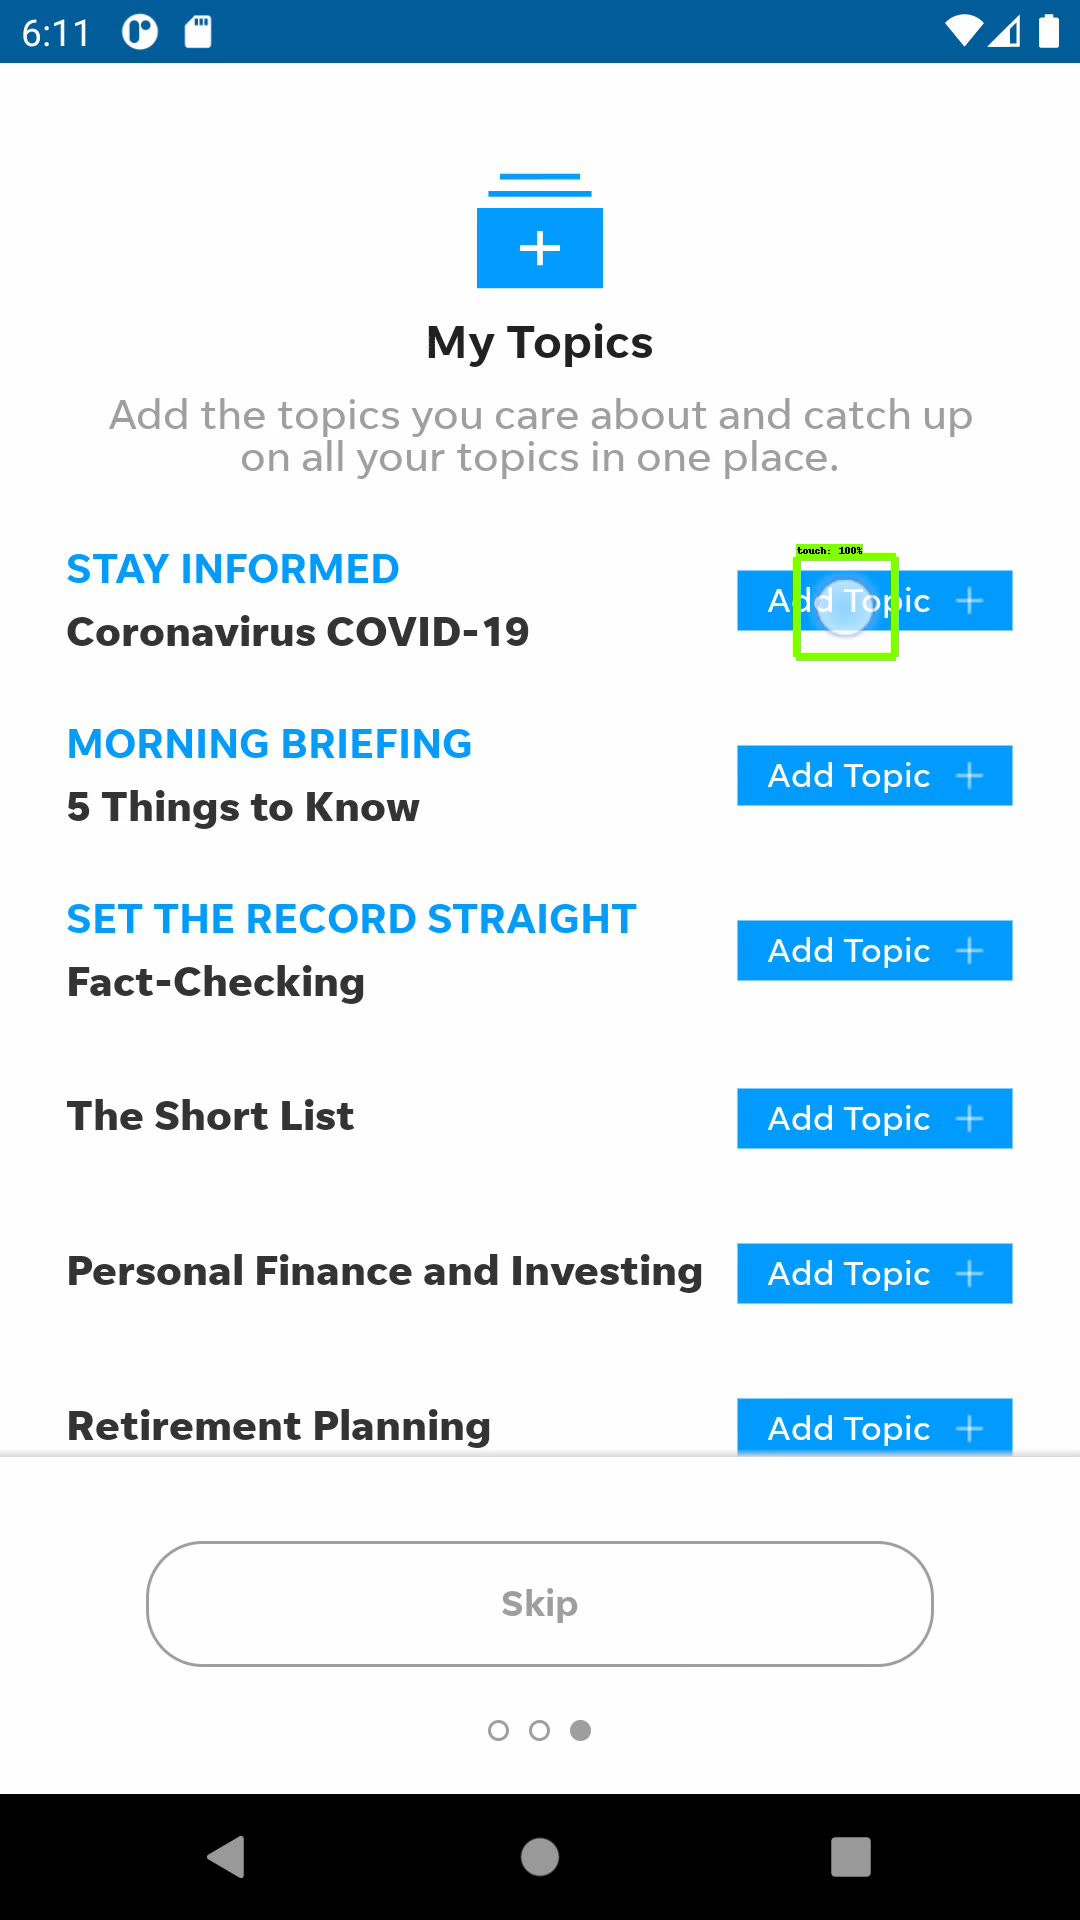 6:11
My Topics
Add the topics you care about and catch up
on all your topics in one place.
STAY INFORMED
Coronavirus COVID-19
touch: 100%
Add Topic
MORNING BRIEFING
5 Things to Know
Add Topic
SET THE RECORD STRAIGHT
Fact-Checking
Add Topic
The Short List
Add Topic
Personal Finance and Investing
Add Topic
Retirement Planning
Add Topic
Skip